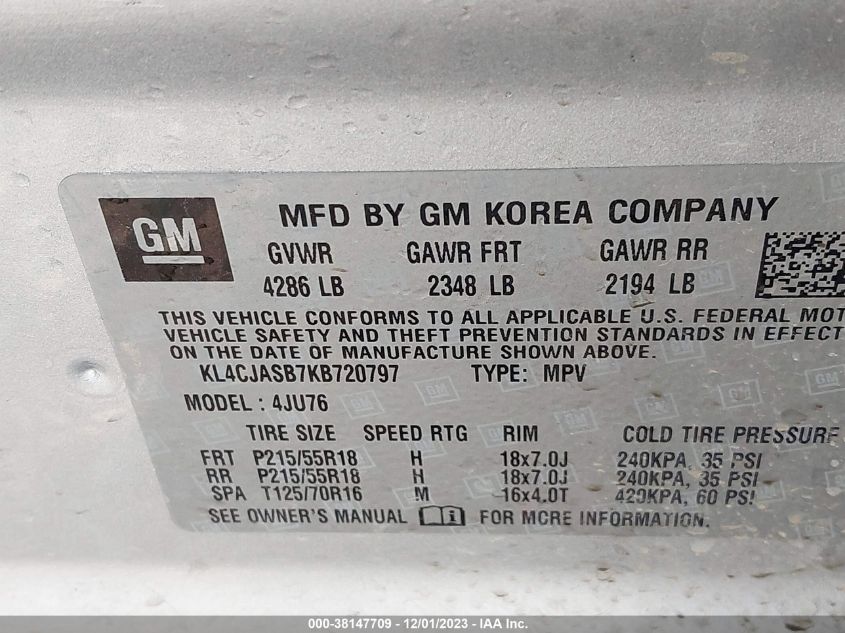 GM
MFD BY GM KOREA COMPANY
GVWR GAWR FRT GAWR RR
4286 LB 2348 LB 2194 LB
THIS VEHICLE CONFORMS TO ALL APPLICABLE U.S. FEDERAL MOT
VEHICLE SAFETY AND THEFT PREVENTION STANDARDS IN EFFECT
ON THE DATE OF MANUFACTURE SHOWN ABOVE.
KL4CJASB7KB720797 TYPE: MPV
MODEL : 4JU76
TIRE SIZE SPEED RTG RIM COLD TIRE PRESSURE
FRT P215/55R18 H 18x7.0J 240KPA, 35 PSI
RR P215/55R18 H 18x7.0J 240KPA, 35 PSI
SPA T125/70R16 M 16x4.0T 420KPA, 60 PSI
SEE OWNER'S MANUAL FOR MORE INFORMATION.
000-38147709 - 12/01/2023 - IAA Inc.